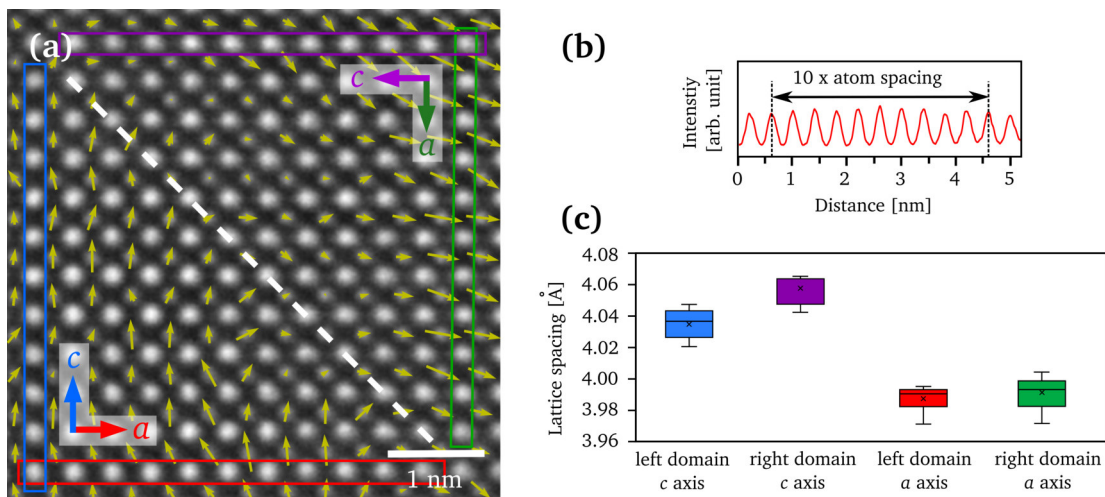 (a)
c
a
c
a
1 nm
(b)
10 x atom spacing
Intenstiy
[arb. unit]
0 1 2 3 4 5
Distance [nm]
(c)
Lattice spacing [Å]
4.08
4.06
4.04
4.02
4.00
3.98
3.96
left domain
c axis
right domain
c axis
left domain
a axis
right domain
a axis